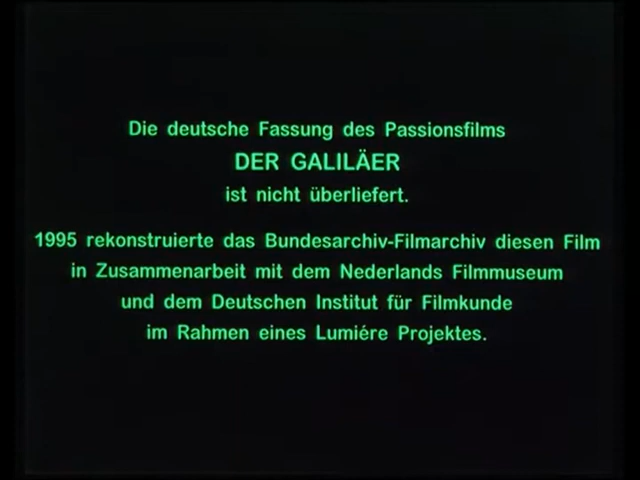 Die deutsche Fassung des Passionsfilms
DER GALILÄER
ist nicht überliefert.
1995 rekonstruierte das Bundesarchiv-Filmarchiv diesen Film
in Zusammenarbeit mit dem Nederlands Filmmuseum
und dem Deutschen Institut für Filmkunde
im Rahmen eines Lumiére Projektes.